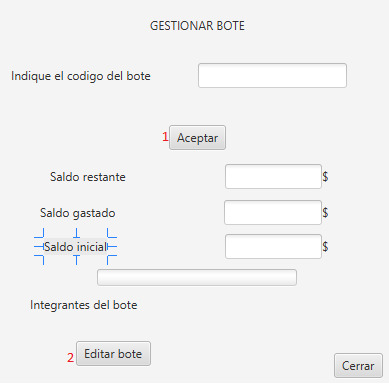 GESTIONAR BOTE
Indique el codigo del bote
1 Aceptar
Saldo restante $
Saldo gastado $
Saldo inicial $
Integrantes del bote
2 Editar bote
Cerrar